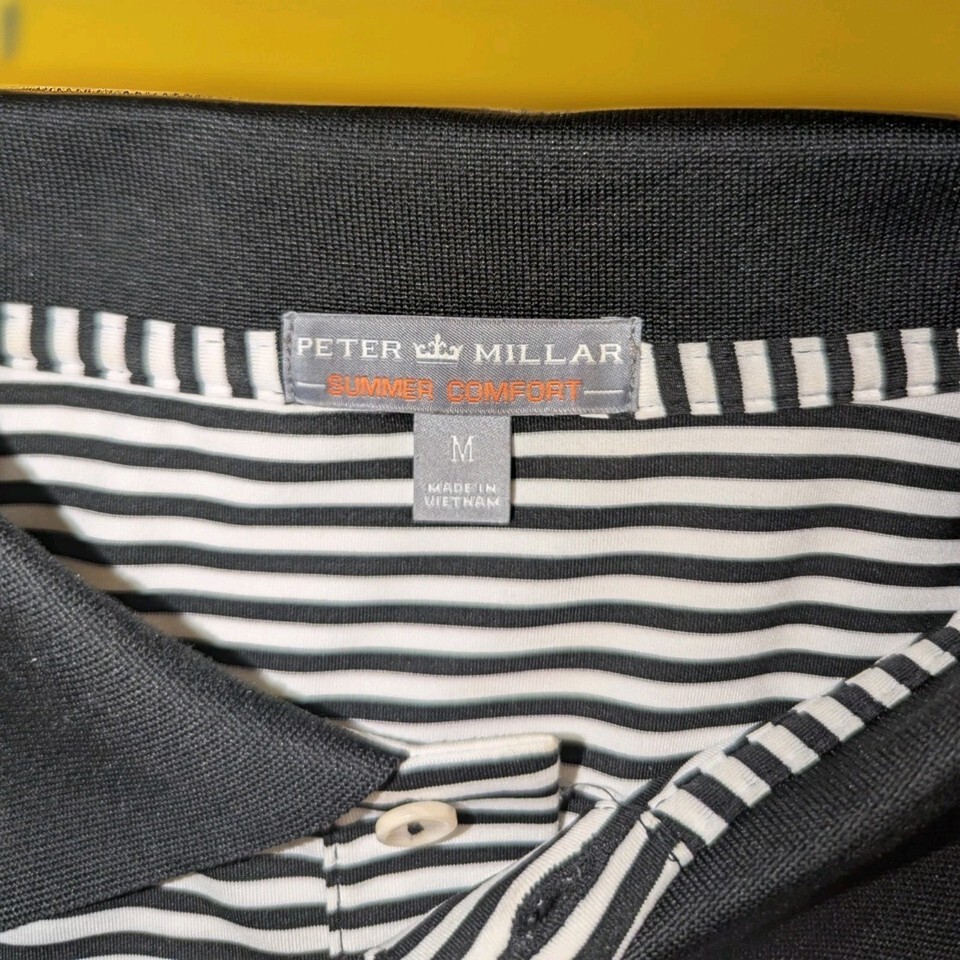 PETER MILLAR
SUMMER COMFORT
M
MADE IN
VIETNAM